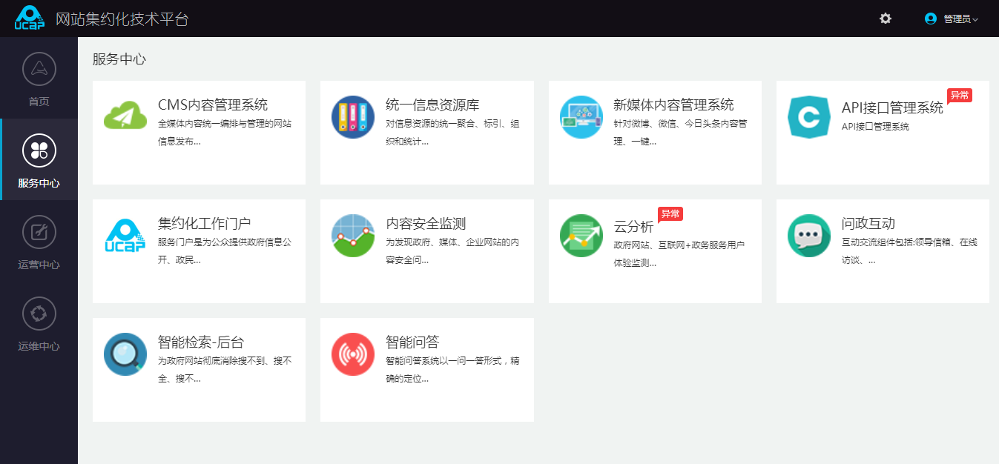 UCAP 网站集约化技术平台
管理员
首页
服务中心
运营中心
运维中心
服务中心
CMS内容管理系统
全媒体内容统一编排与管理的网站
信息发布...
统一信息资源库
对信息资源的统一聚合、标引、组
织和统计...
新媒体内容管理系统
针对微博、微信、今日头条内容管
理、一键...
API接口管理系统
异常
API接口管理系统
UCAP
集约化工作门户
服务门户是为公众提供政府信息公
开、政民...
内容安全监测
为发现政府、媒体、企业网站的内
容安全问...
云分析
异常
政府网站、互联网+政务服务用户
体验监测...
问政互动
互动交流组件包括:领导信箱、在线
访谈、...
智能检索-后台
为政府网站彻底消除搜不到、搜不
全、搜不...
智能问答
智能问答系统以一问一答形式，精
确的定位...